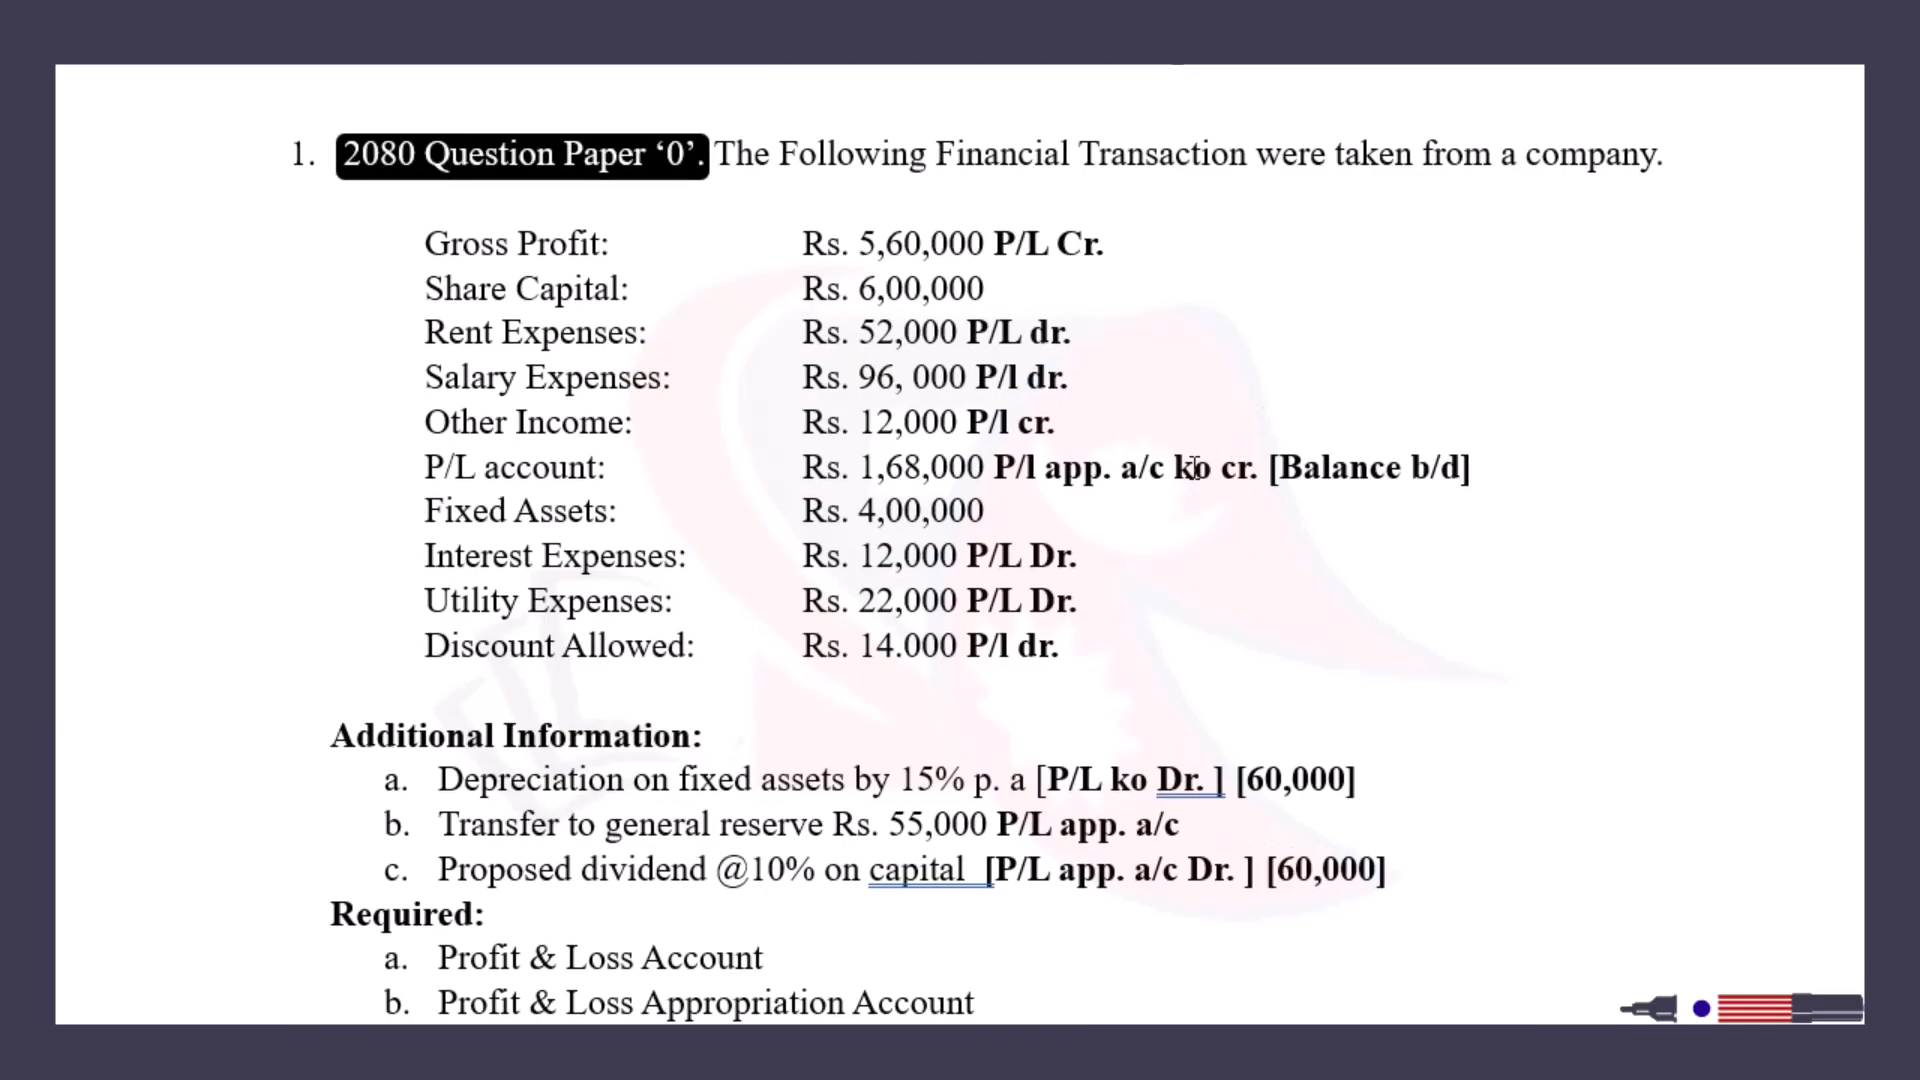 1. 2080 Question Paper ‘0’. The Following Financial Transaction were taken from a company.
Gross Profit: Rs. 5,60,000 P/L Cr.
Share Capital: Rs. 6,00,000
Rent Expenses: Rs. 52,000 P/L dr.
Salary Expenses: Rs. 96, 000 P/l dr.
Other Income: Rs. 12,000 P/l cr.
P/L account: Rs. 1,68,000 P/l app. a/c ko cr. [Balance b/d]
Fixed Assets: Rs. 4,00,000
Interest Expenses: Rs. 12,000 P/L Dr.
Utility Expenses: Rs. 22,000 P/L Dr.
Discount Allowed: Rs. 14.000 P/l dr.
Additional Information:
a. Depreciation on fixed assets by 15% p. a [P/L ko Dr. ] [60,000]
b. Transfer to general reserve Rs. 55,000 P/L app. a/c
c. Proposed dividend @10% on capital [P/L app. a/c Dr. ] [60,000]
Required:
a. Profit & Loss Account
b. Profit & Loss Appropriation Account